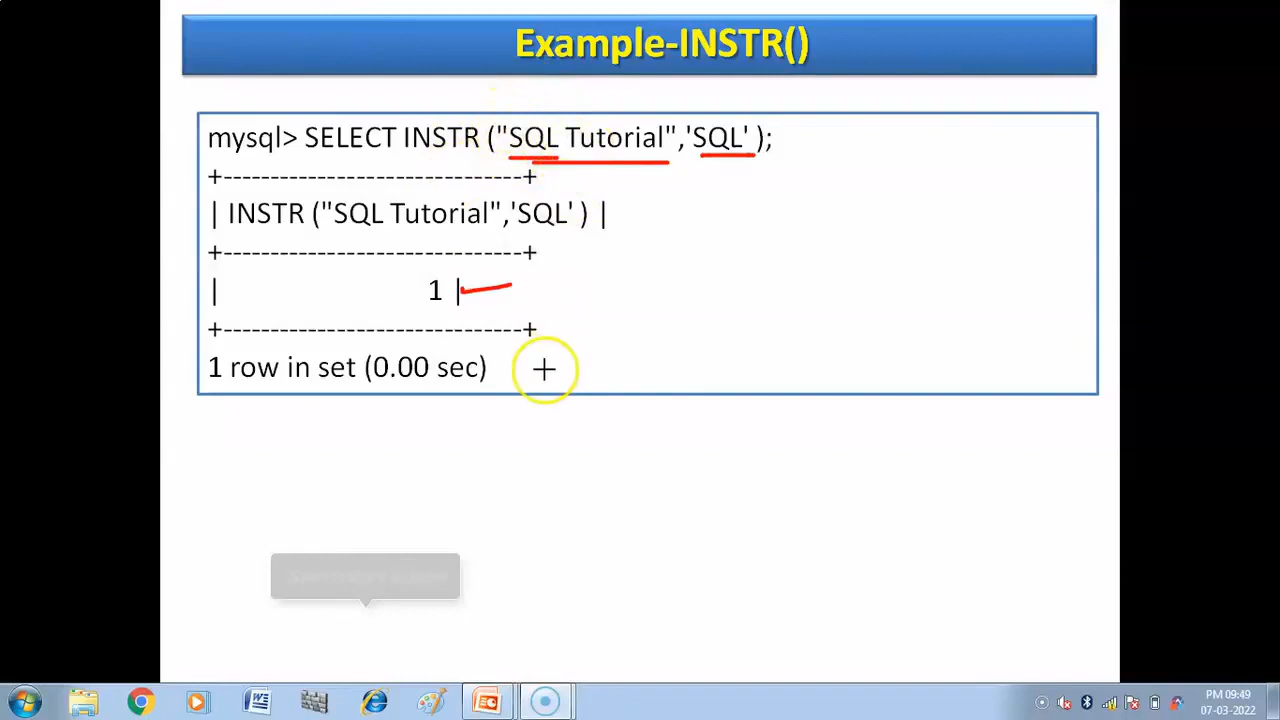 Example-INSTR()
mysql> SELECT INSTR ("SQL Tutorial",'SQL' );
+------------------------------+
| INSTR ("SQL Tutorial",'SQL' ) |
+------------------------------+
| 1 |
+------------------------------+
1 row in set (0.00 sec)
PM 09:49
07-03-2022